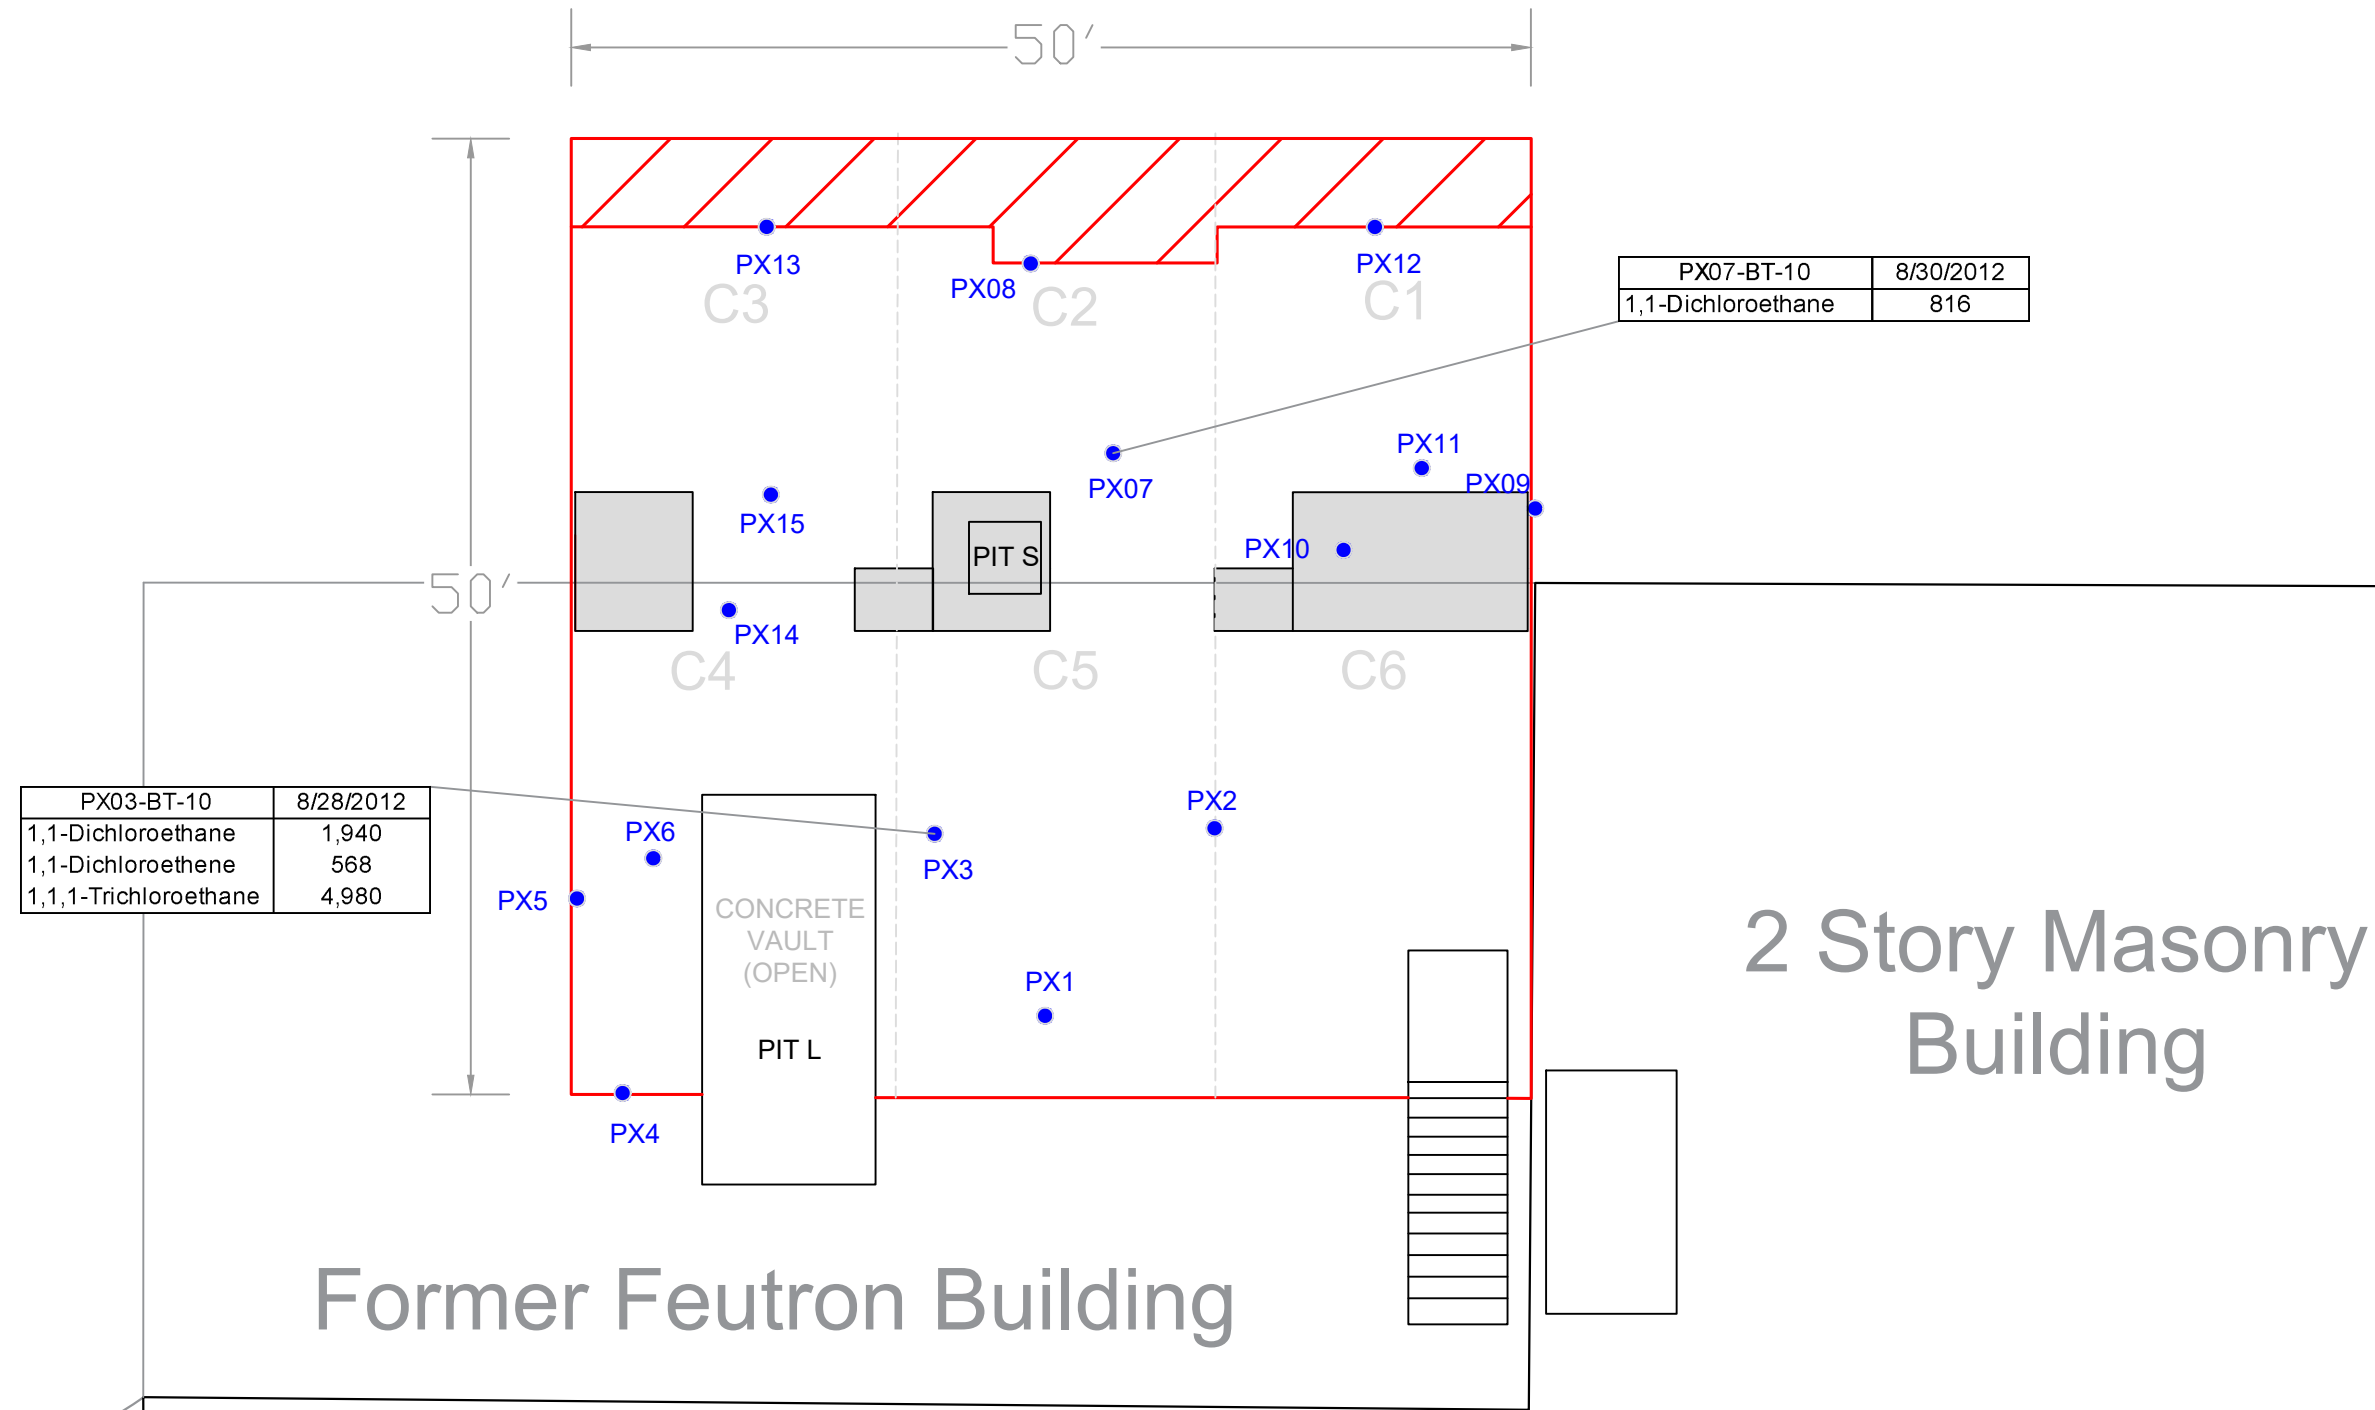 50'
PX13
PX08
PX12
C3
C2
C1
PX07-BT-10 8/30/2012
1,1-Dichloroethane 816
PX11
PX09
PX07
PX15
PX10
PIT S
50'
PX14
C4
C5
C6
PX03-BT-10 8/28/2012
1,1-Dichloroethane 1,940
1,1-Dichloroethene 568
1,1,1-Trichloroethane 4,980
PX6
PX3
PX2
PX5
CONCRETE
VAULT
(OPEN)
PX1
PIT L
PX4
2 Story Masonry
Building
Former Feutron Building